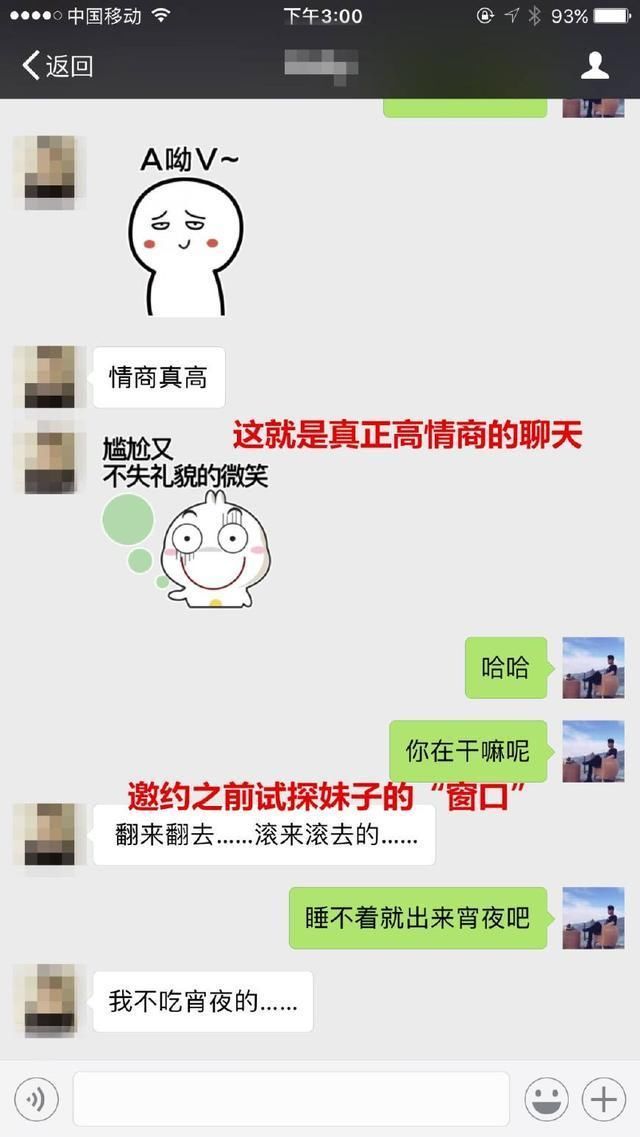 中国移动
下午3:00
93%
返回
A呦V~
情商真高
这就是真正高情商的聊天
尴尬又
不失礼貌的微笑
哈哈
你在干嘛呢
邀约之前试探妹子的“窗口”
翻来翻去......滚来滚去的......
睡不着就出来宵夜吧
我不吃宵夜的......